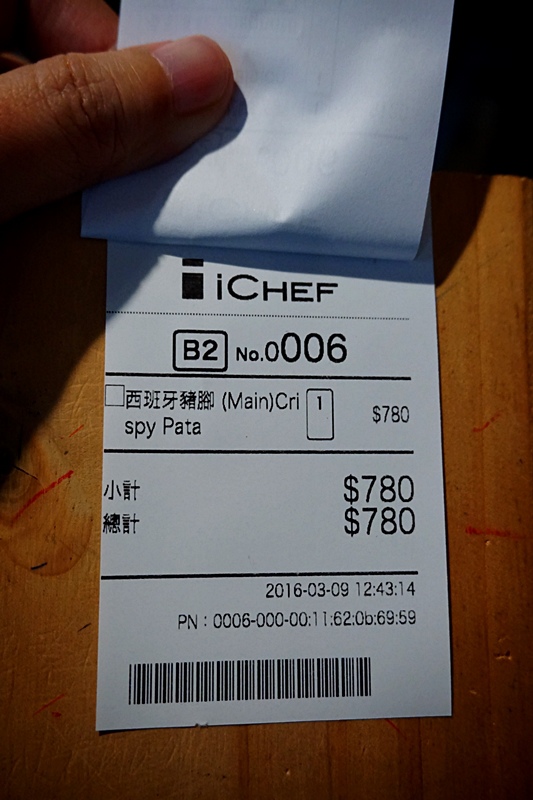 iCHEF
B2 No.0006
西班牙豬腳 (Main)Cri 1 $780
spy Pata
小計 $780
總計 $780
2016-03-09 12:43:14
PN : 0006-000-00:11:62:0b:69:59